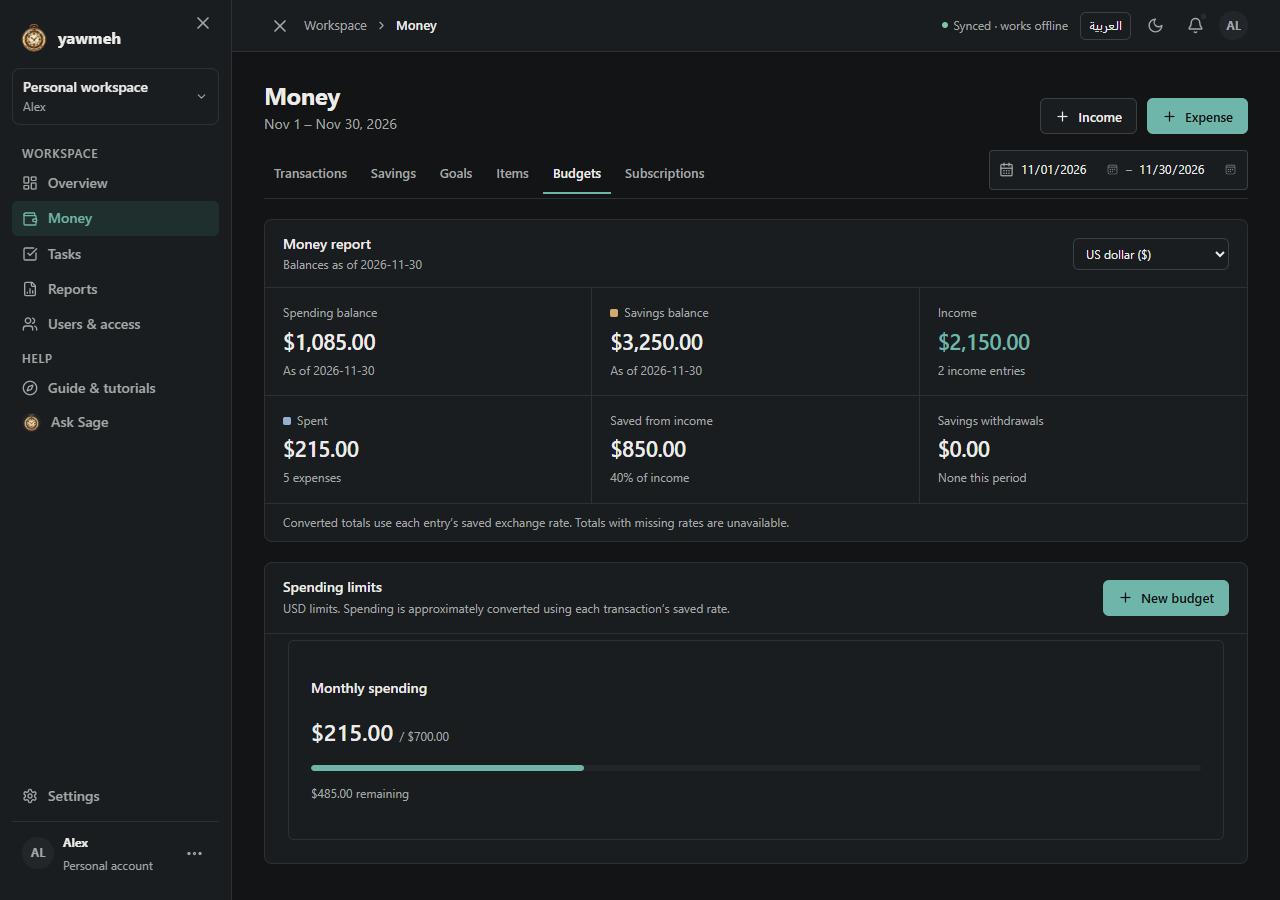 yawmeh
Personal workspace
Alex
WORKSPACE
Overview
Money
Tasks
Reports
Users & access
HELP
Guide & tutorials
Ask Sage
Settings
AL
Alex
Personal account
Workspace > Money
Synced · works offline
العربية
AL
Money
Nov 1 – Nov 30, 2026
+ Income
+ Expense
Transactions Savings Goals Items Budgets Subscriptions
11/01/2026 – 11/30/2026
Money report
Balances as of 2026-11-30
US dollar ($)
Spending balance
$1,085.00
As of 2026-11-30
Savings balance
$3,250.00
As of 2026-11-30
Income
$2,150.00
2 income entries
Spent
$215.00
5 expenses
Saved from income
$850.00
40% of income
Savings withdrawals
$0.00
None this period
Converted totals use each entry’s saved exchange rate. Totals with missing rates are unavailable.
Spending limits
USD limits. Spending is approximately converted using each transaction’s saved rate.
+ New budget
Monthly spending
$215.00 / $700.00
$485.00 remaining